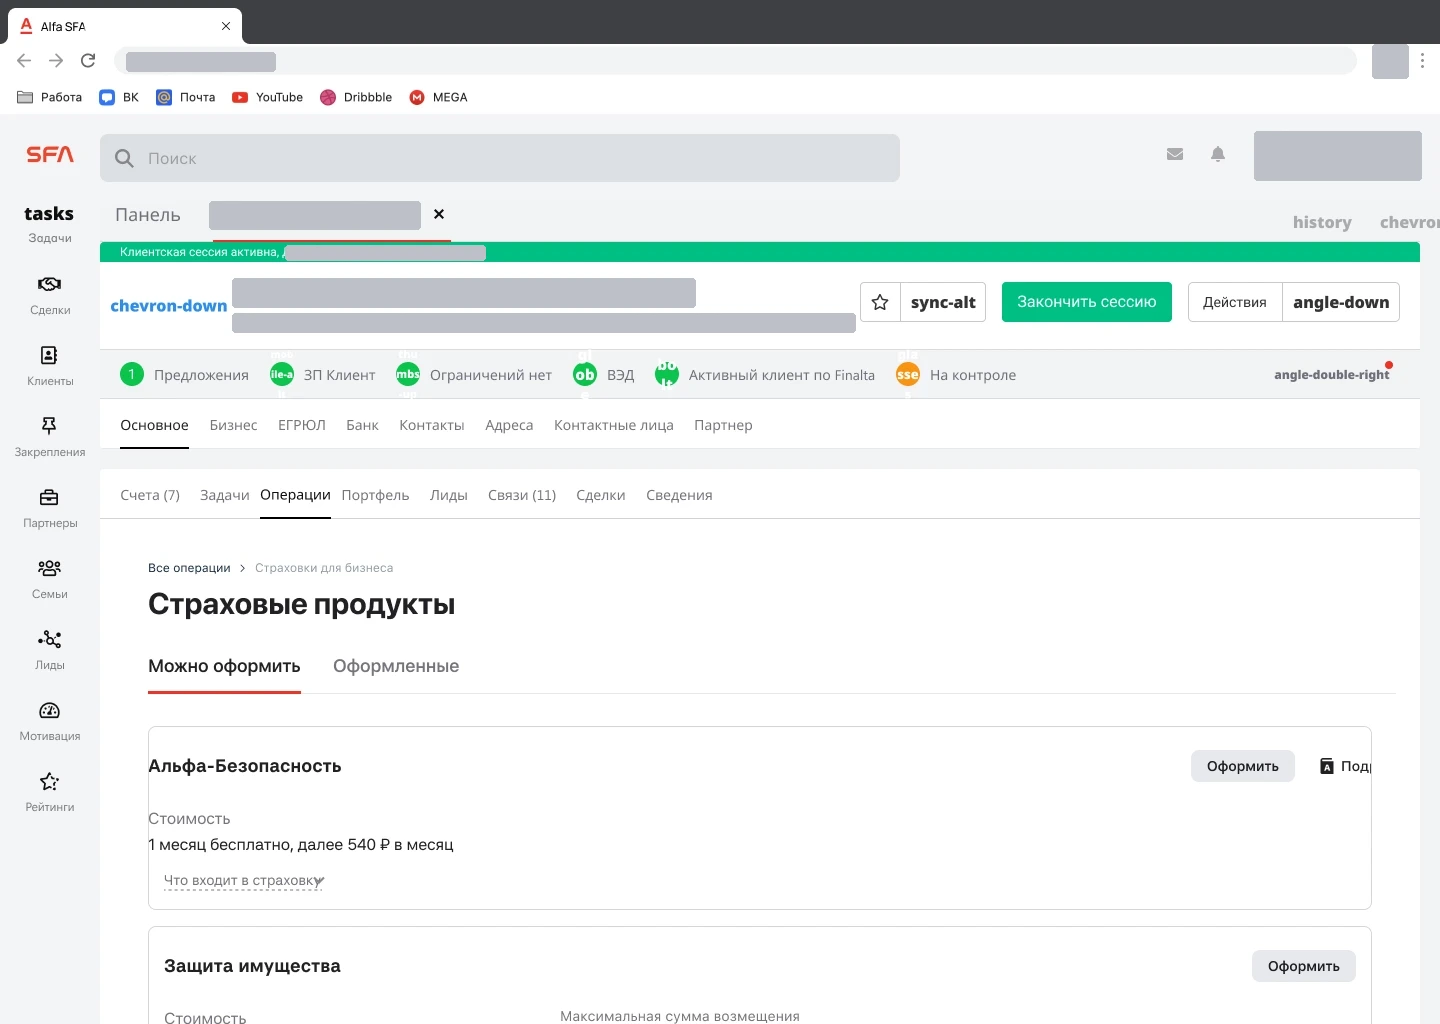 Alfa SFA
Работа ВК Почта YouTube Dribbble MEGA
SFA
Поиск
tasks
Задачи
Сделки
Клиенты
Закрепления
Партнеры
Семьи
Лиды
Мотивация
Рейтинги
Панель
history
Клиентская сессия активна,
chevron-down
sync-alt
Закончить сессию
Действия
angle-down
1 Предложения
ЗП Клиент
mbs Ограничений нет
ob ВЭД
Активный клиент по Finalta
sse На контроле
angle-double-right
Основное Бизнес ЕГРЮЛ Банк Контакты Адреса Контактные лица Партнер
Счета (7) Задачи Операции Портфель Лиды Связи (11) Сделки Сведения
Все операции > Страховки для бизнеса
Страховые продукты
Можно оформить Оформленные
Альфа-Безопасность
Оформить
Стоимость
1 месяц бесплатно, далее 540 ₽ в месяц
Что входит в страховку
Защита имущества
Оформить
Стоимость
Максимальная сумма возмещения